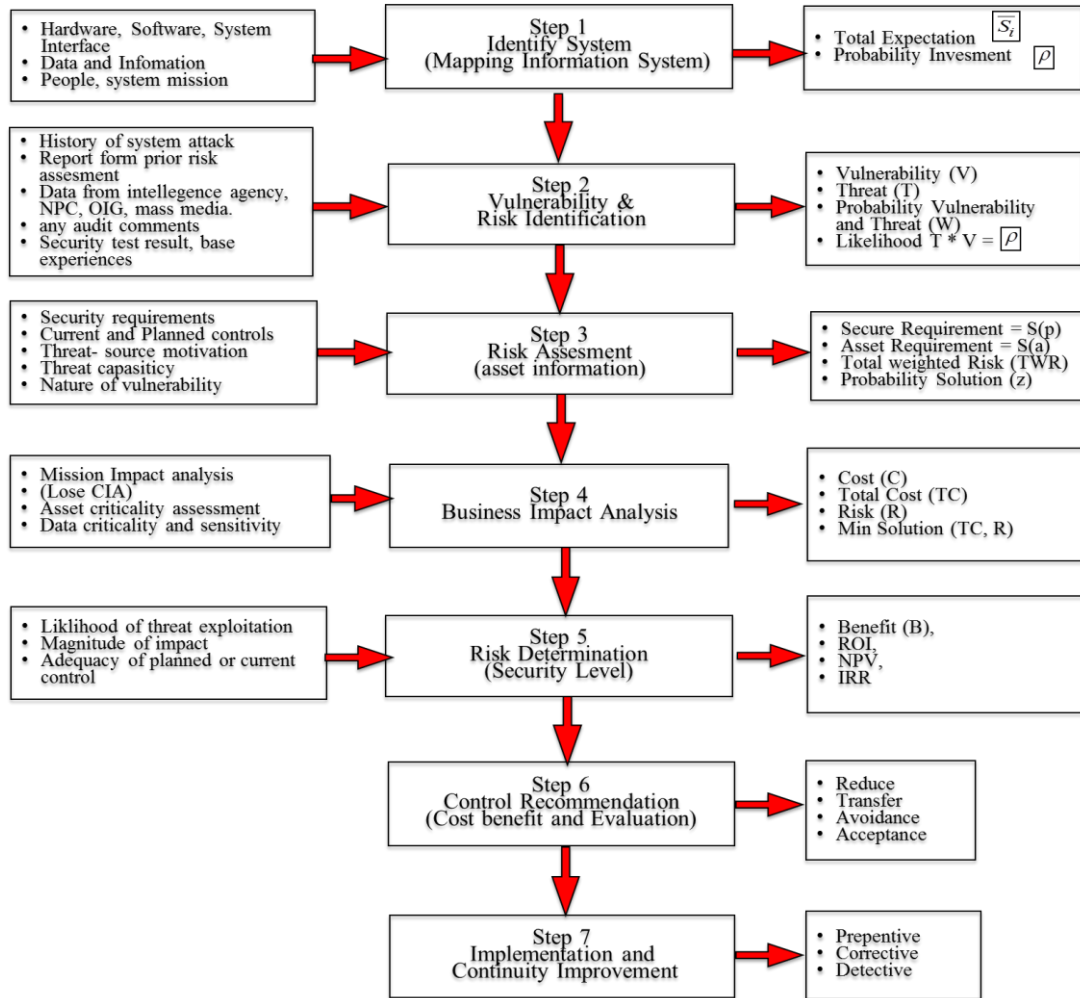 • Hardware, Software, System
Interface
• Data and Infomation
• People, system mission
Step 1
Identify System
(Mapping Information System)
• Total Expectation S̅i
• Probability Invesment ρ
• History of system attack
• Report form prior risk
assesment
• Data from intellegence agency,
NPC, OIG, mass media.
• any audit comments
• Security test result, base
experiences
Step 2
Vulnerability &
Risk Identification
• Vulnerability (V)
• Threat (T)
• Probability Vulnerability
and Threat (W)
• Likelihood T * V = ρ
• Security requirements
• Current and Planned controls
• Threat- source motivation
• Threat capasiticy
• Nature of vulnerability
Step 3
Risk Assesment
(asset information)
• Secure Requirement = S(p)
• Asset Requirement = S(a)
• Total weighted Risk (TWR)
• Probability Solution (z)
• Mission Impact analysis
• (Lose CIA)
• Asset criticality assessment
• Data criticality and sensitivity
Step 4
Business Impact Analysis
• Cost (C)
• Total Cost (TC)
• Risk (R)
• Min Solution (TC, R)
• Liklihood of threat exploitation
• Magnitude of impact
• Adequacy of planned or current
control
Step 5
Risk Determination
(Security Level)
• Benefit (B),
• ROI,
• NPV,
• IRR
Step 6
Control Recommendation
(Cost benefit and Evaluation)
• Reduce
• Transfer
• Avoidance
• Acceptance
Step 7
Implementation and
Continuity Improvement
• Prepentive
• Corrective
• Detective